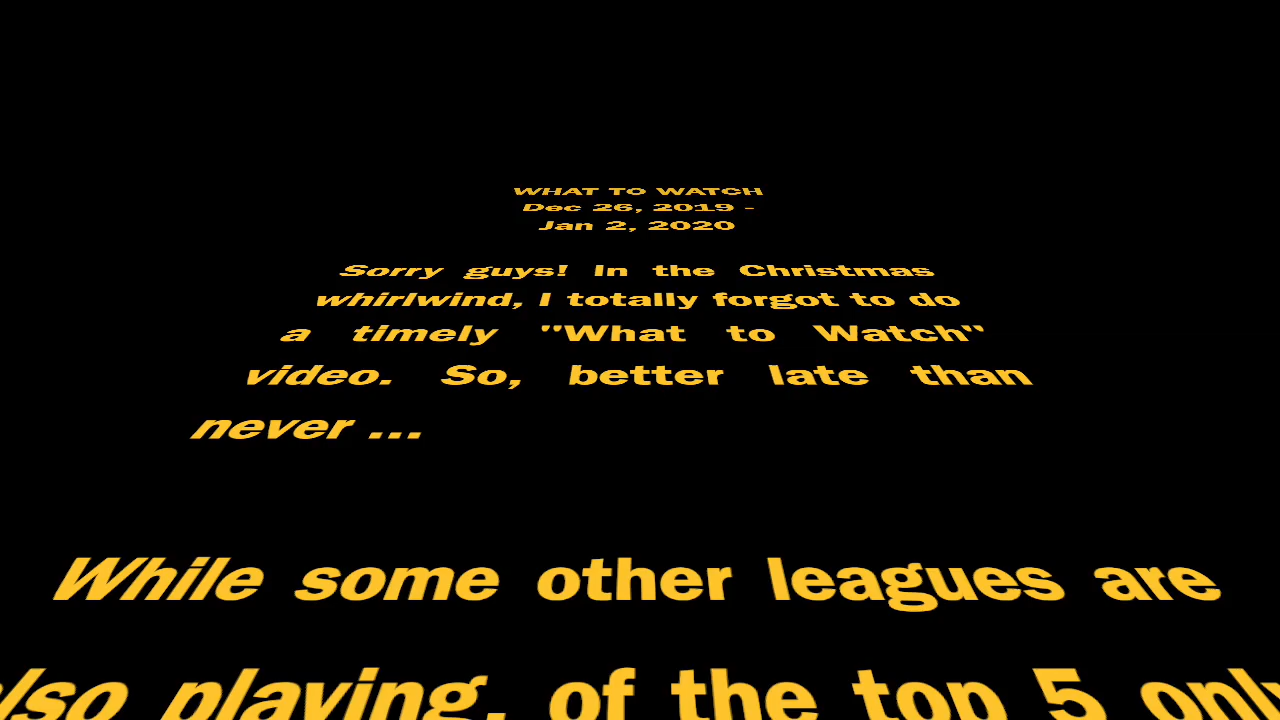 WHAT TO WATCH
Dec 26, 2019 -
Jan 2, 2020
Sorry guys! In the Christmas
whirlwind, I totally forgot to do
a timely "What to Watch"
video. So, better late than
never ...
While some other leagues are
also playing, of the top 5 only